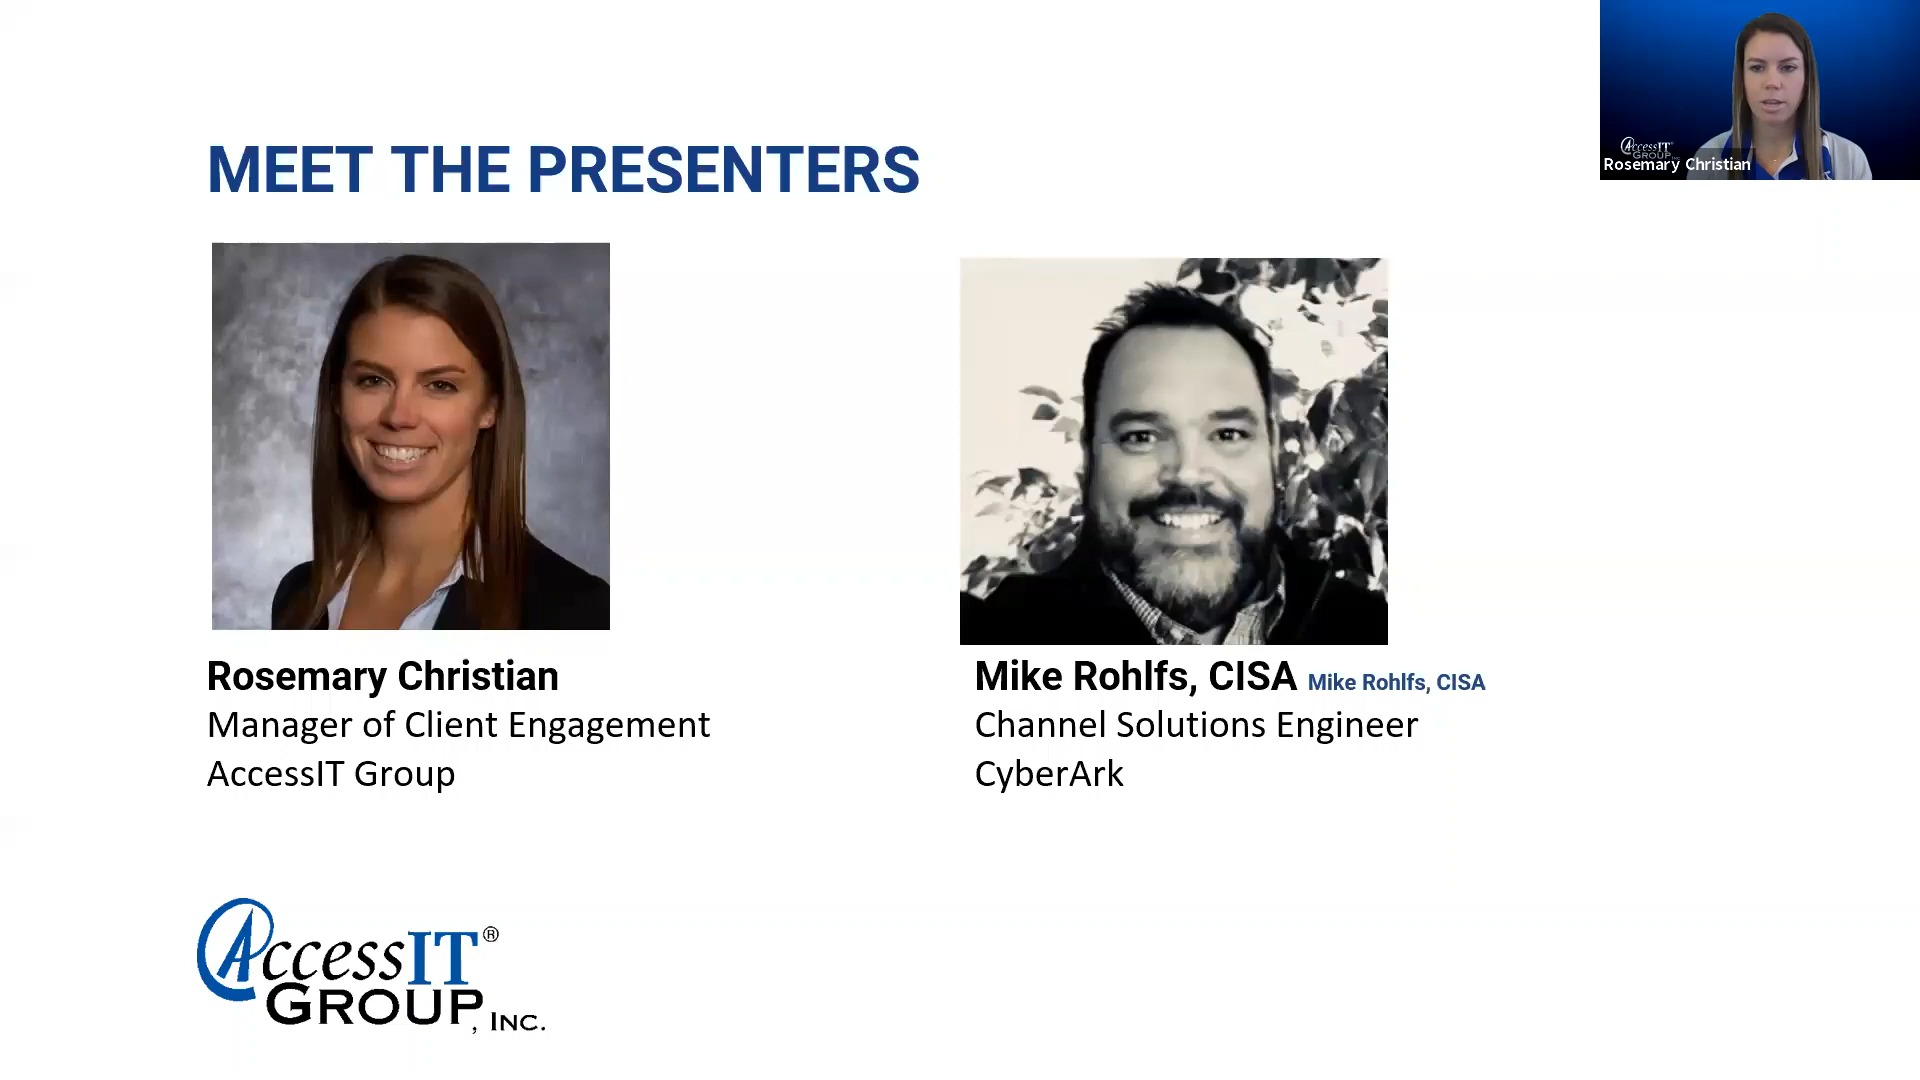 AccessIT
GROUP
Rosemary Christian
MEET THE PRESENTERS
Rosemary Christian
Manager of Client Engagement
AccessIT Group
Mike Rohlfs, CISA Mike Rohlfs, CISA
Channel Solutions Engineer
CyberArk
AccessIT®
GROUP, INC.